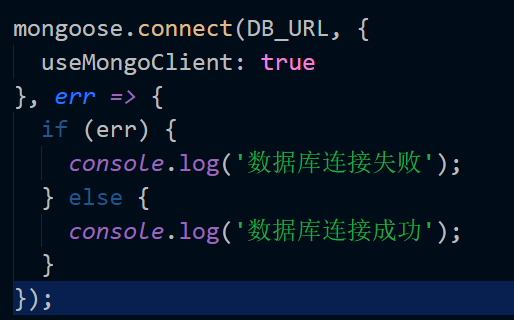 mongoose.connect(DB_URL, {
  useMongoClient: true
}, err => {
  if (err) {
    console.log('数据库连接失败');
  } else {
    console.log('数据库连接成功');
  }
});